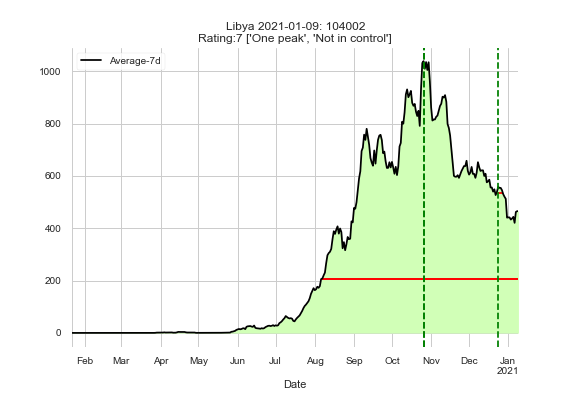 Libya 2021-01-09: 104002
Rating:7 ['One peak', 'Not in control']
Average-7d
1000
800
600
400
200
0
Feb Mar Apr May Jun Jul Aug Sep Oct Nov Dec Jan
2021
Date